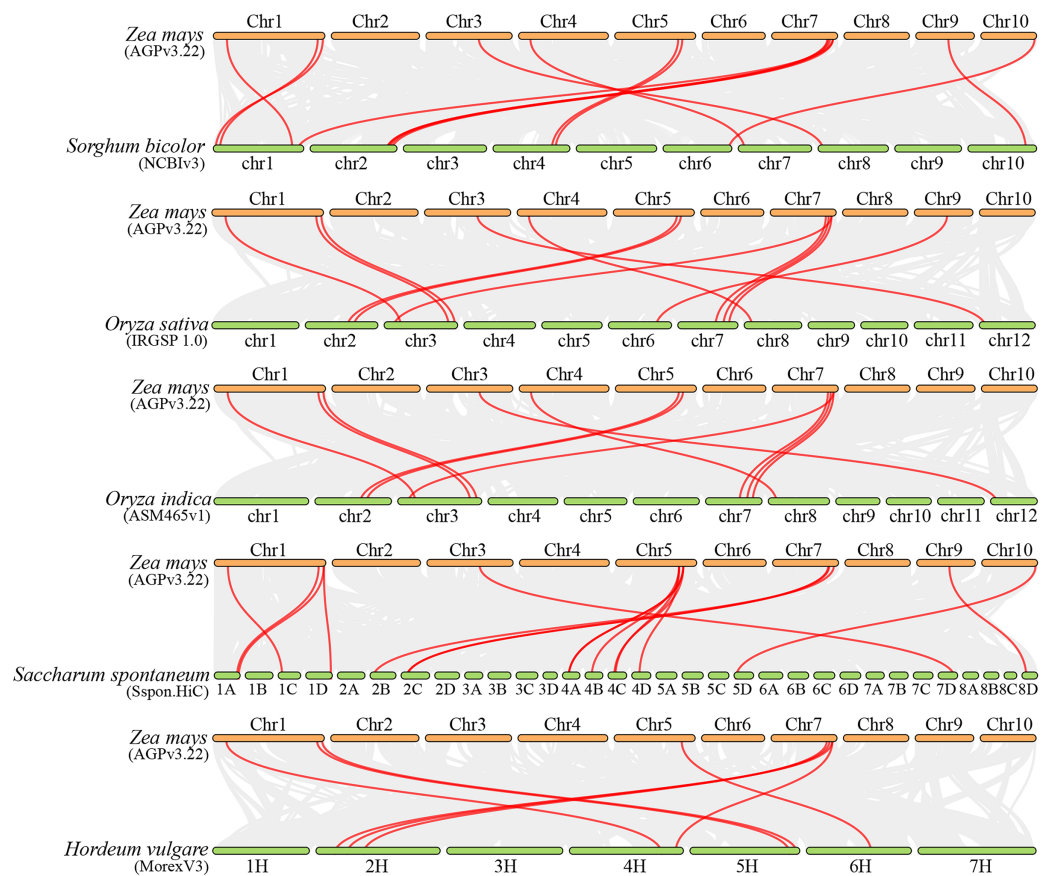 Chr1 Chr2 Chr3 Chr4 Chr5 Chr6 Chr7 Chr8 Chr9 Chr10
Zea mays
(AGPv3.22)
Sorghum bicolor
(NCBIv3)
chr1 chr2 chr3 chr4 chr5 chr6 chr7 chr8 chr9 chr10
Chr1 Chr2 Chr3 Chr4 Chr5 Chr6 Chr7 Chr8 Chr9 Chr10
Zea mays
(AGPv3.22)
Oryza sativa
(IRGSP 1.0)
chr1 chr2 chr3 chr4 chr5 chr6 chr7 chr8 chr9 chr10 chr11 chr12
Chr1 Chr2 Chr3 Chr4 Chr5 Chr6 Chr7 Chr8 Chr9 Chr10
Zea mays
(AGPv3.22)
Oryza indica
(ASM465v1)
chr1 chr2 chr3 chr4 chr5 chr6 chr7 chr8 chr9 chr10 chr11 chr12
Chr1 Chr2 Chr3 Chr4 Chr5 Chr6 Chr7 Chr8 Chr9 Chr10
Zea mays
(AGPv3.22)
Saccharum spontaneum
(Sspon.HiC)
1A 1B 1C 1D 2A 2B 2C 2D 3A 3B 3C 3D 4A 4B 4C 4D 5A 5B 5C 5D 6A 6B 6C 6D 7A 7B 7C 7D 8A 8B 8C 8D
Chr1 Chr2 Chr3 Chr4 Chr5 Chr6 Chr7 Chr8 Chr9 Chr10
Zea mays
(AGPv3.22)
Hordeum vulgare
(MorexV3)
1H 2H 3H 4H 5H 6H 7H